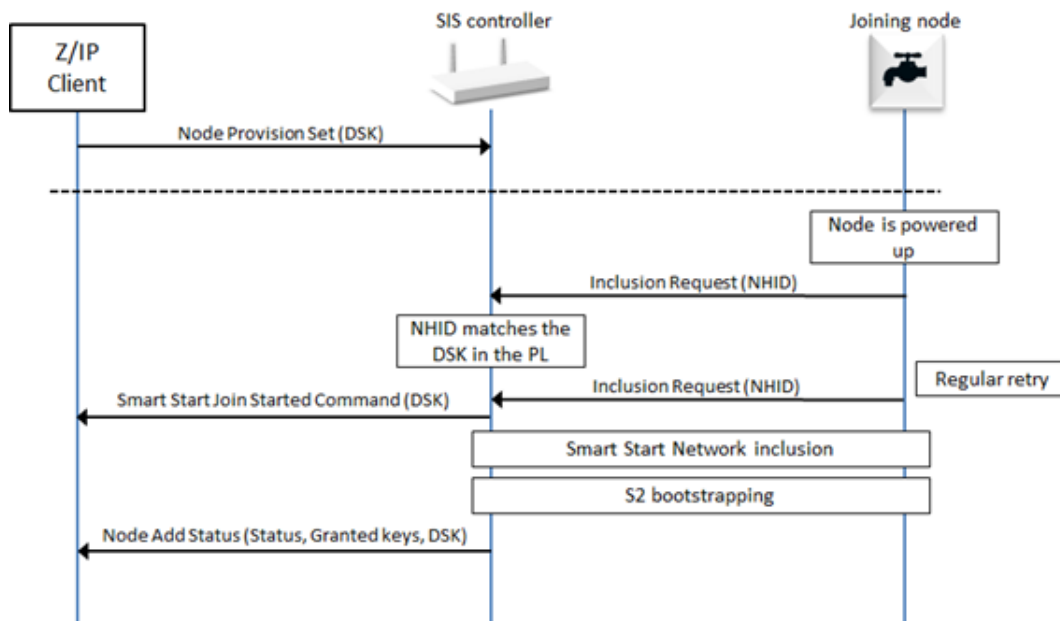 SIS controller
Joining node
Z/IP
Client
Node Provision Set (DSK)
Node is powered
up
Inclusion Request (NHID)
NHID matches the
DSK in the PL
Inclusion Request (NHID)
Regular retry
Smart Start Join Started Command (DSK)
Smart Start Network inclusion
S2 bootstrapping
Node Add Status (Status, Granted keys, DSK)